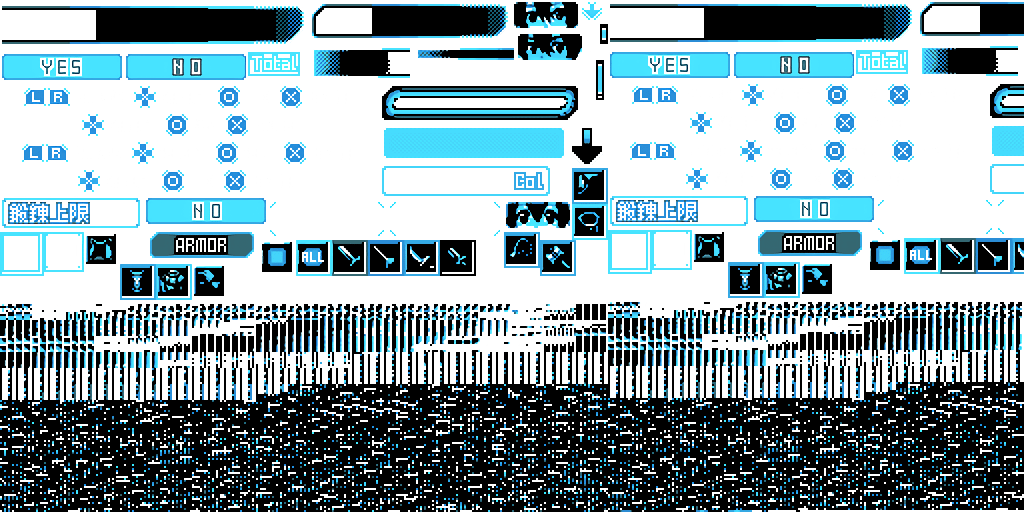 YES NO Total YES NO Total
L R L R
L R L R
Col
鍛錬上限 NO 鍛錬上限 NO
ARMOR ALL ARMOR ALL